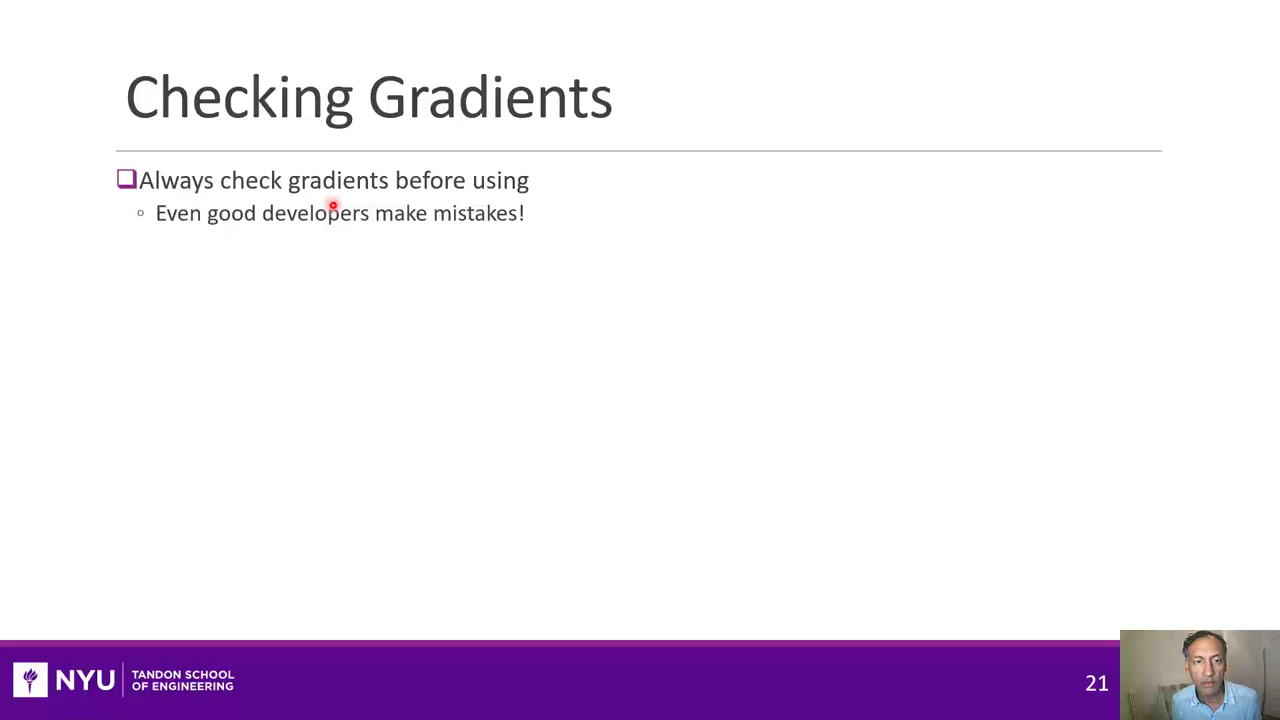 Checking Gradients
Always check gradients before using
Even good developers make mistakes!
NYU
TANDON SCHOOL
OF ENGINEERING
21